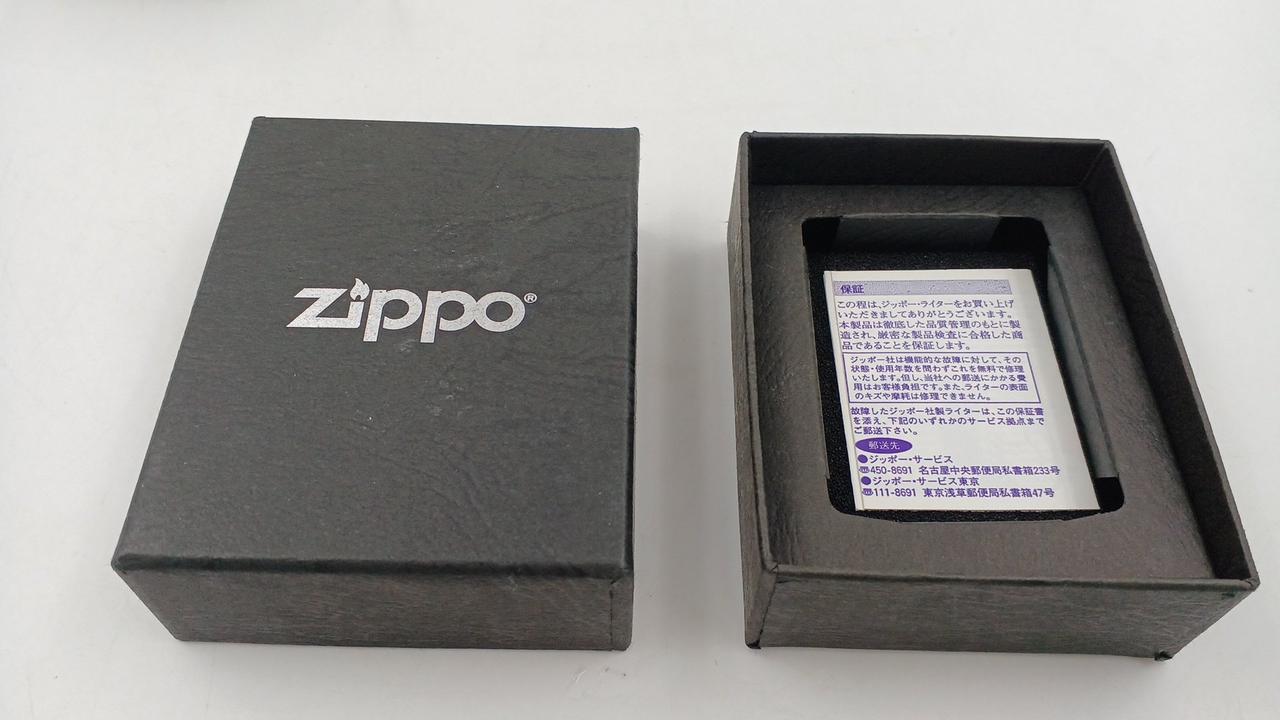 Zippo®
保証
この程は、ジッポー・ライターをお買い上げ
いただきましてありがとうございます。
本製品は徹底した品質管理のもとに製
造され、厳密な製品検査に合格した商
品であることを保証します。
ジッポー社は機能的な故障に対して、その
状態・使用年数を問わずこれを無料で修理
いたします。但し、当社への郵送にかかる費
用はお客様負担です。また、ライターの表面
のキズや摩耗は修理できません。
故障したジッポー社製ライターは、この保証書
を添え、下記のいずれかのサービス拠点まで
ご郵送下さい。
郵送先
●ジッポー・サービス
〠450-8691 名古屋中央郵便局私書箱233号
●ジッポー・サービス東京
〠111-8691 東京浅草郵便局私書箱47号